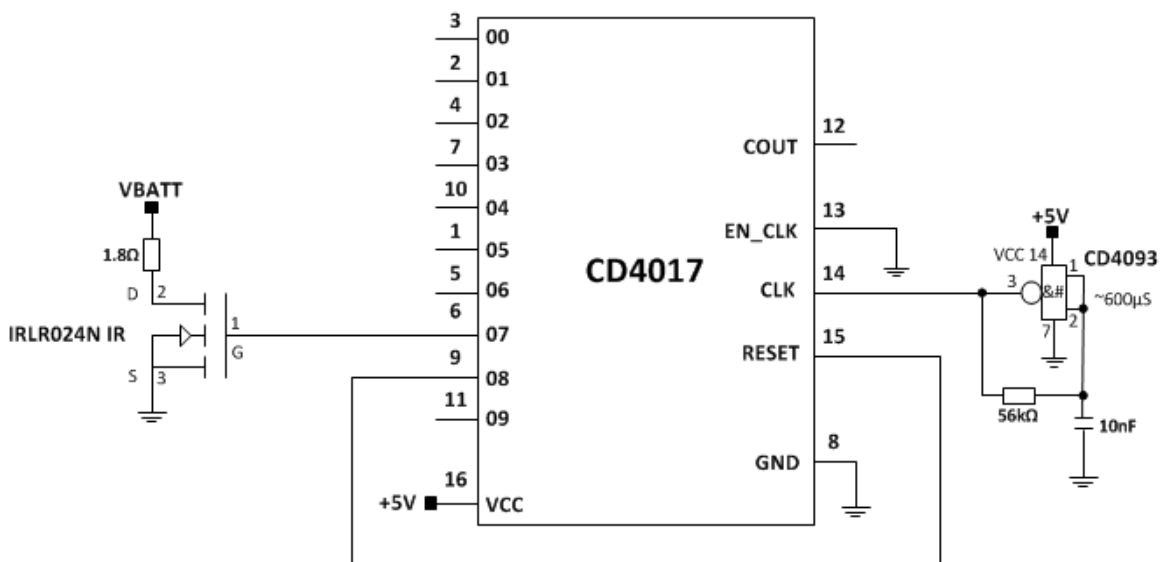 3
00
2
01
4
02
7
03
10
04
1
05
5
06
6
07
9
08
11
09
16
VCC
+5V
VBATT
1.8Ω
D
2
IRLR024N IR
1
G
S
3
CD4017
12
COUT
13
EN_CLK
14
CLK
15
RESET
8
GND
+5V
VCC 14
1
CD4093
3
&#
~600µS
7
2
56kΩ
10nF